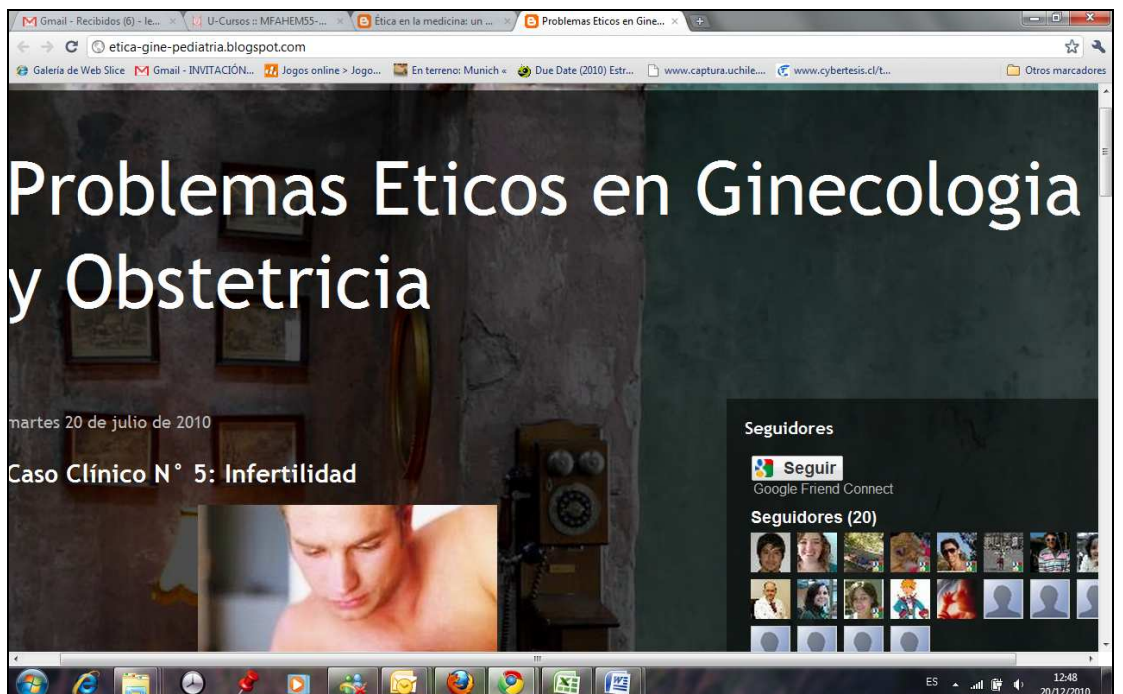 Gmail - Recibidos (6) - le...
U-Cursos :: MFAHEM55-...
Ética en la medicina: un ...
Problemas Eticos en Gine...
etica-gine-pediatria.blogspot.com
Galería de Web Slice
Gmail - INVITACIÓN...
Jogos online > Jogo...
En terreno: Munich «
Due Date (2010) Estr...
www.captura.uchile....
www.cybertesis.cl/t...
Otros marcadores
Problemas Eticos en Ginecologia
y Obstetricia
martes 20 de julio de 2010
Caso Clínico N° 5: Infertilidad
Seguidores
Seguir
Google Friend Connect
Seguidores (20)
ES
12:48
20/12/2010